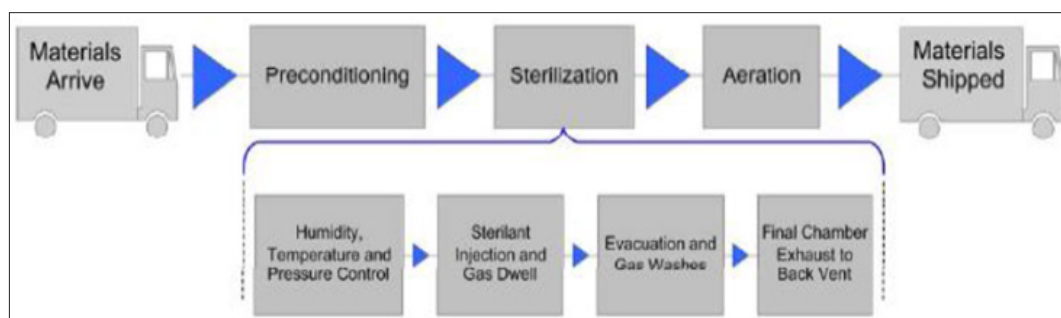 Materials
Arrive
Preconditioning
Sterilization
Aeration
Materials
Shipped
Humidity,
Temperature and
Pressure Control
Sterilant
Injection and
Gas Dwell
Evacuation and
Gas Washes
Final Chamber
Exhaust to
Back Vent